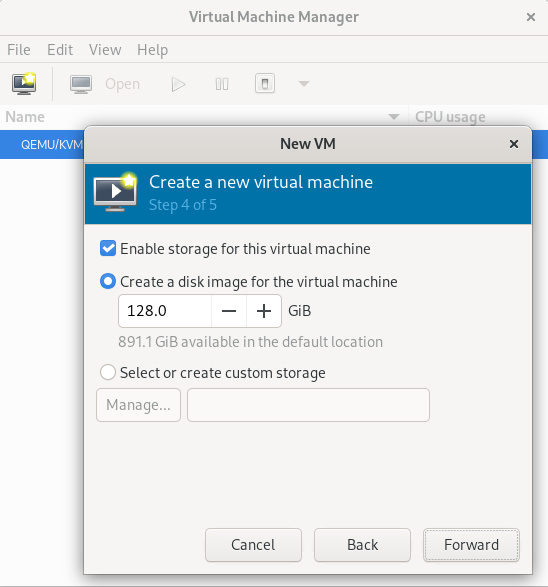 Virtual Machine Manager
File Edit View Help
Open
Name CPU usage
QEMU/KVM
New VM
Create a new virtual machine
Step 4 of 5
Enable storage for this virtual machine
Create a disk image for the virtual machine
128.0 GiB
891.1 GiB available in the default location
Select or create custom storage
Manage...
Cancel Back Forward